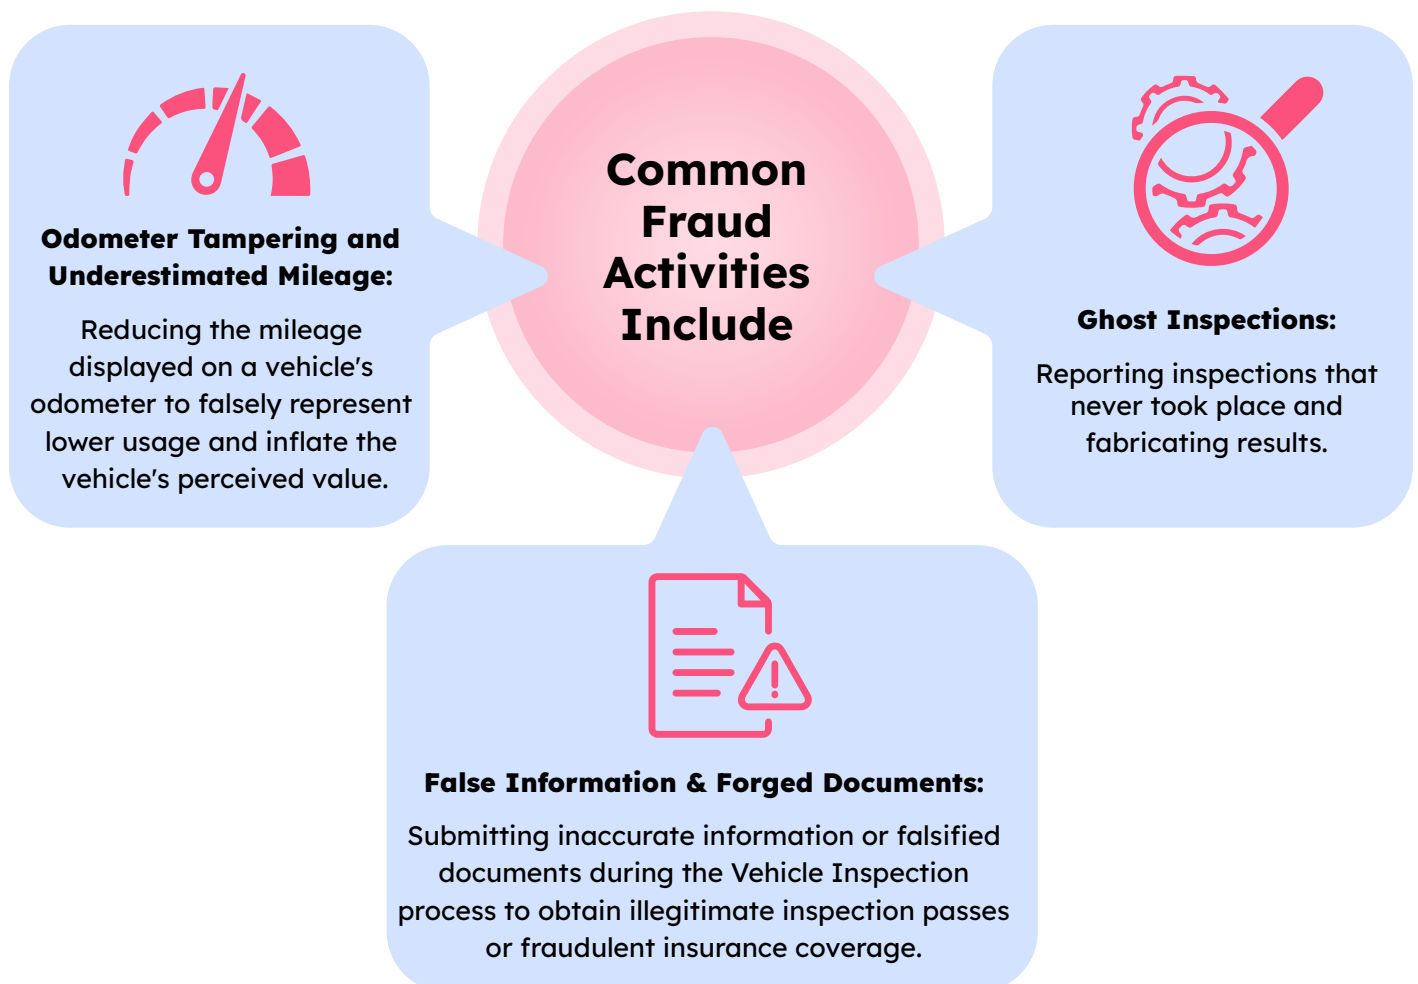 Common
Fraud
Activities
Include
Odometer Tampering and
Underestimated Mileage:
Reducing the mileage
displayed on a vehicle's
odometer to falsely represent
lower usage and inflate the
vehicle's perceived value.
Ghost Inspections:
Reporting inspections that
never took place and
fabricating results.
False Information & Forged Documents:
Submitting inaccurate information or falsified
documents during the Vehicle Inspection
process to obtain illegitimate inspection passes
or fraudulent insurance coverage.